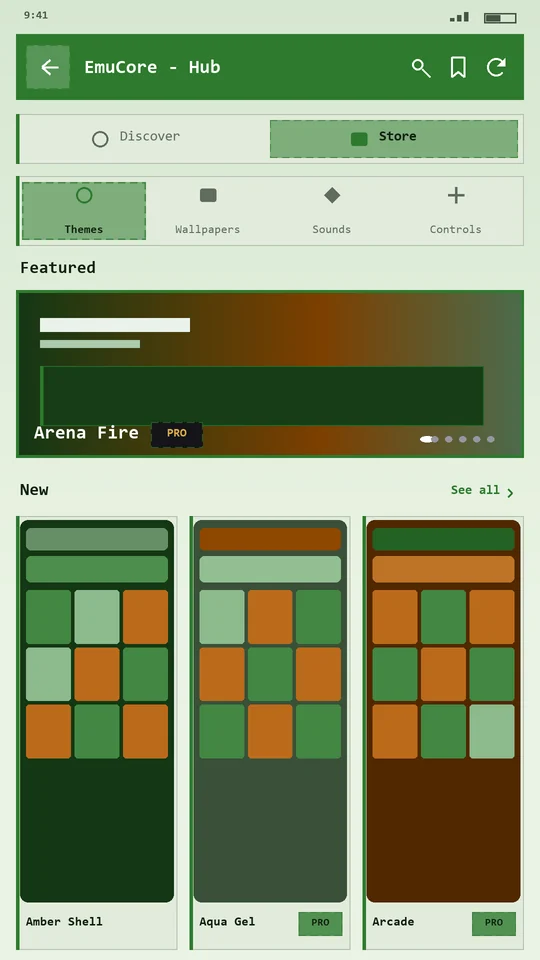 9:41
EmuCore - Hub
Discover
Store
Themes
Wallpapers
Sounds
Controls
Featured
Arena Fire
PRO
New
See all
Amber Shell
Aqua Gel
PRO
Arcade
PRO